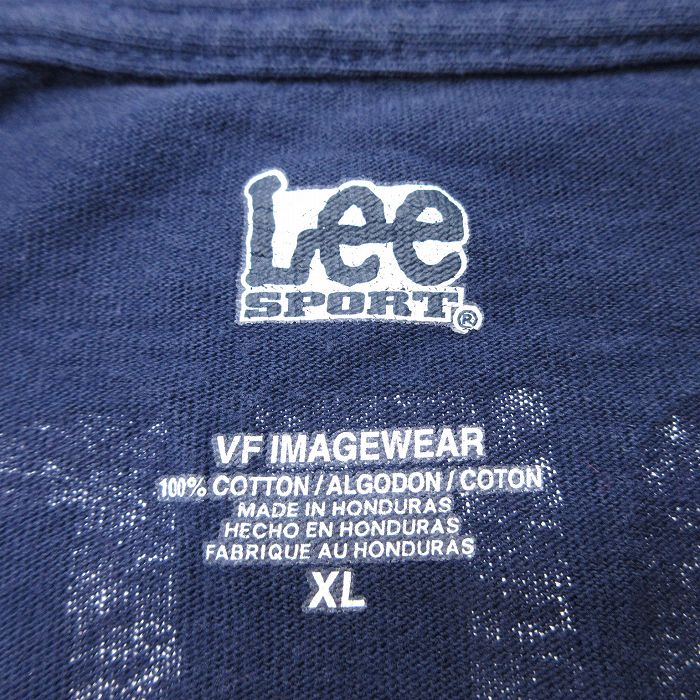 Lee
SPORT®
VF IMAGEWEAR
100% COTTON/ALGODON/COTON
MADE IN HONDURAS
HECHO EN HONDURAS
FABRIQUE AU HONDURAS
XL